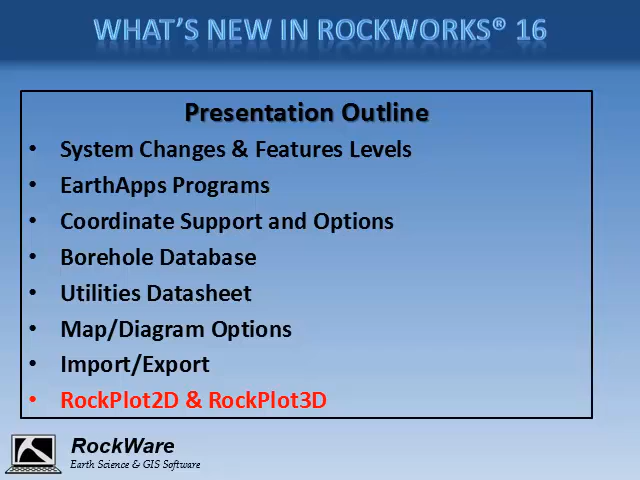 WHAT'S NEW IN ROCKWORKS® 16
Presentation Outline
• System Changes & Features Levels
• EarthApps Programs
• Coordinate Support and Options
• Borehole Database
• Utilities Datasheet
• Map/Diagram Options
• Import/Export
• RockPlot2D & RockPlot3D
RockWare
Earth Science & GIS Software